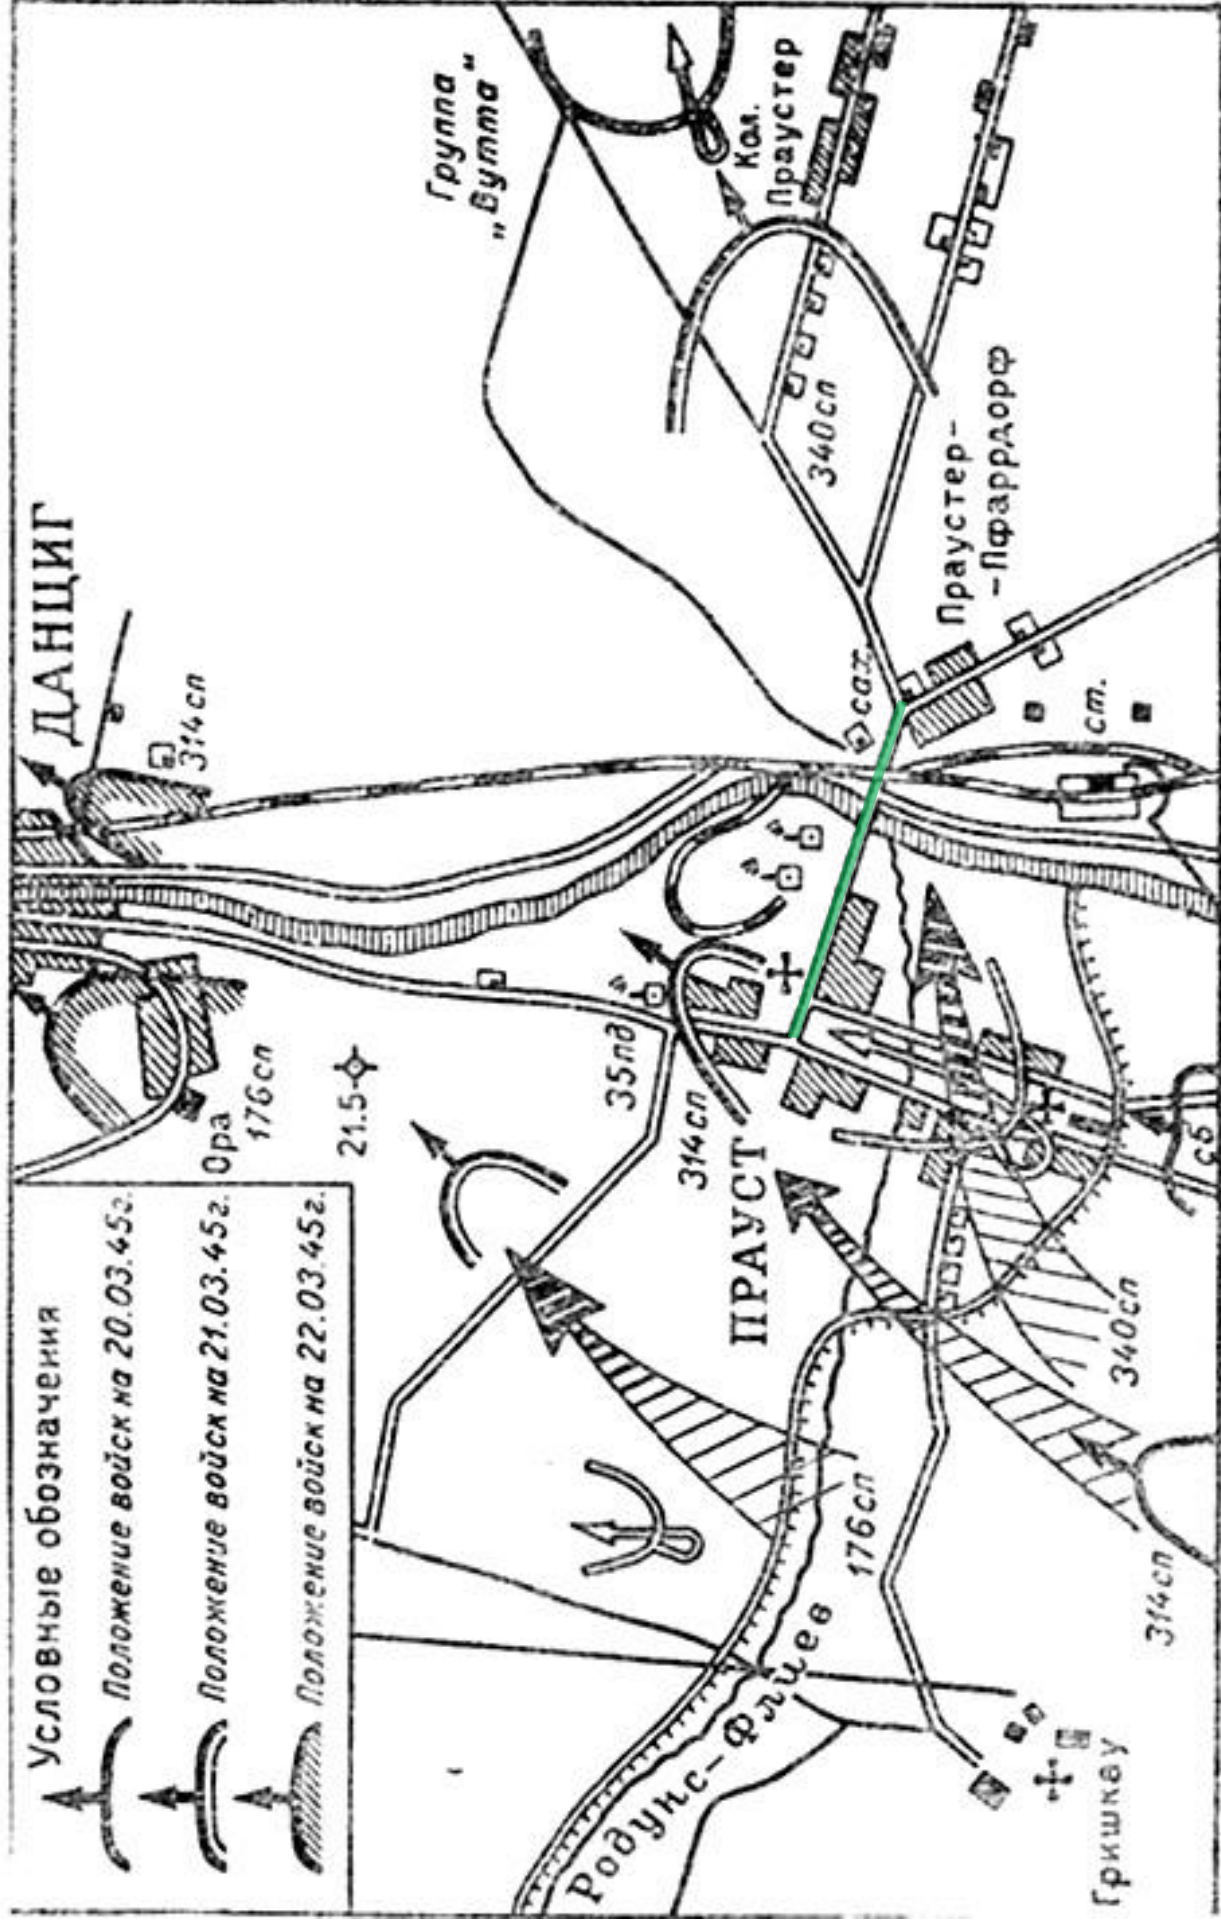 Условные обозначения
Положение войск на 20.03.45г.
Положение войск на 21.03.45г.
Положение войск на 22.03.45г.
ДАНЦИГ
314сп
Ора
176сп
21.5
Группа
„Вутта“
Кол.
Праустер
340сп
Праустер-
-Пфаррдорф
сах.
ст.
35пд
314сп
ПРАУСТ
сб
340сп
176сп
314сп
Родунс-Флиев
Гришкау